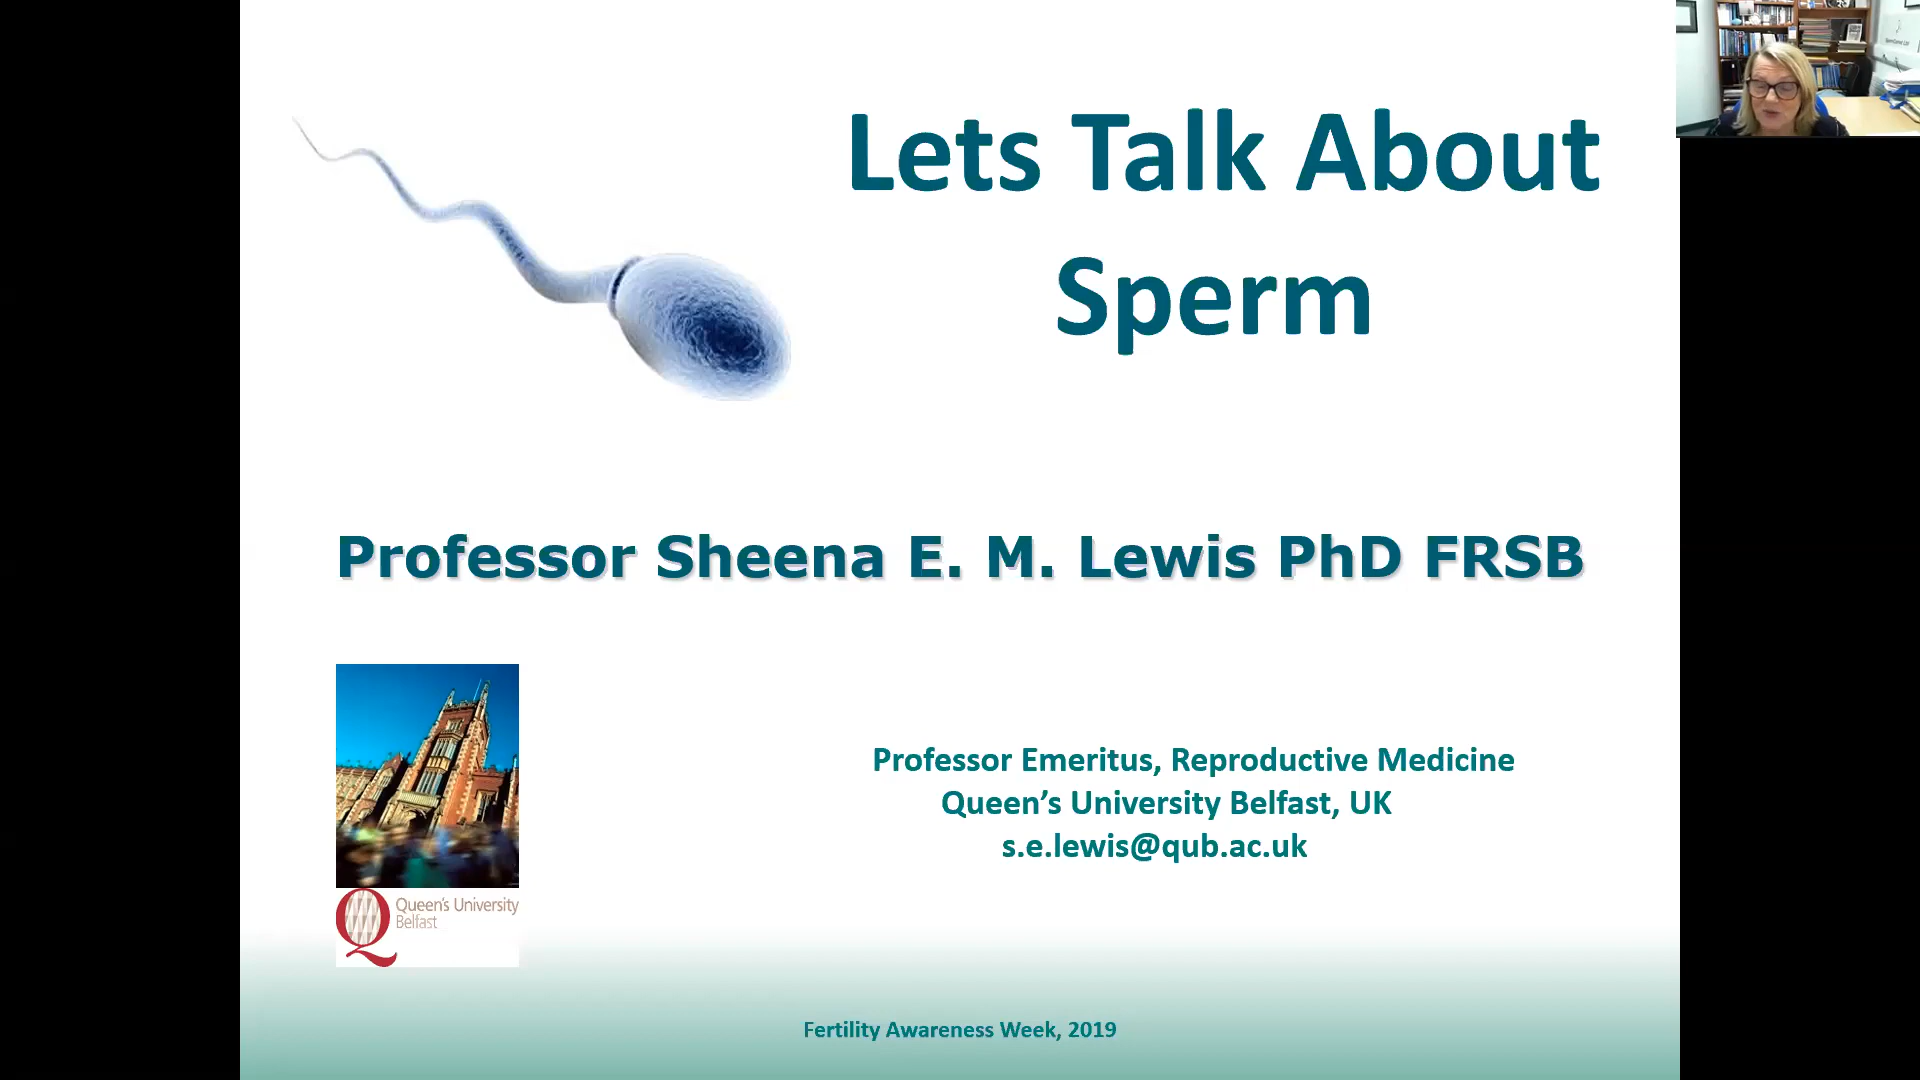 Lets Talk About
Sperm
Professor Sheena E. M. Lewis PhD FRSB
Professor Emeritus, Reproductive Medicine
Queen’s University Belfast, UK
s.e.lewis@qub.ac.uk
Queen's University
Belfast
Fertility Awareness Week, 2019